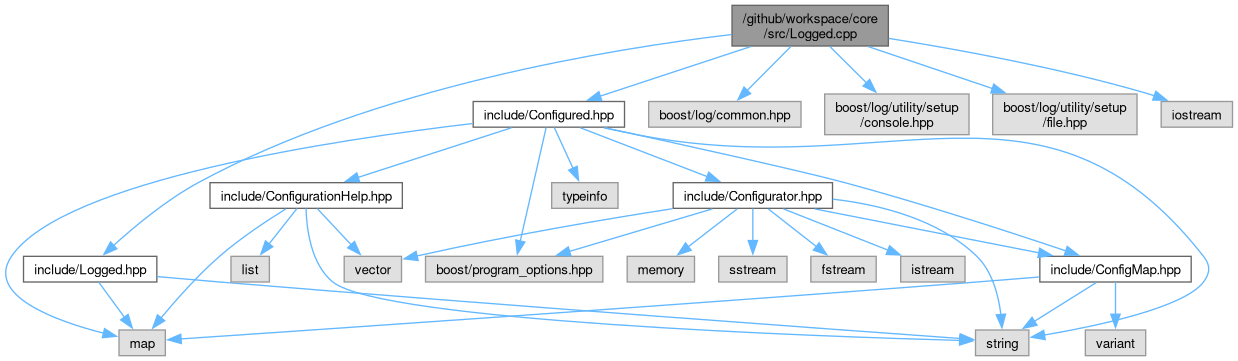 /github/workspace/core
/src/Logged.cpp
include/Configured.hpp
boost/log/common.hpp
boost/log/utility/setup
/console.hpp
boost/log/utility/setup
/file.hpp
iostream
include/ConfigurationHelp.hpp
typeinfo
include/Configurator.hpp
include/Logged.hpp
list
vector
boost/program_options.hpp
memory
sstream
fstream
istream
include/ConfigMap.hpp
map
string
variant